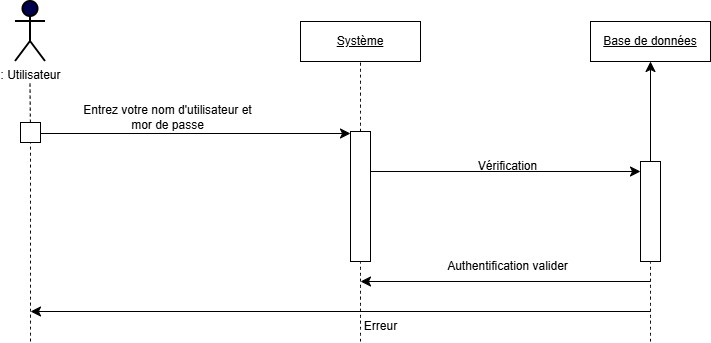 Système
Base de données
: Utilisateur
Entrez votre nom d'utilisateur et
mor de passe
Vérification
Authentification valider
Erreur